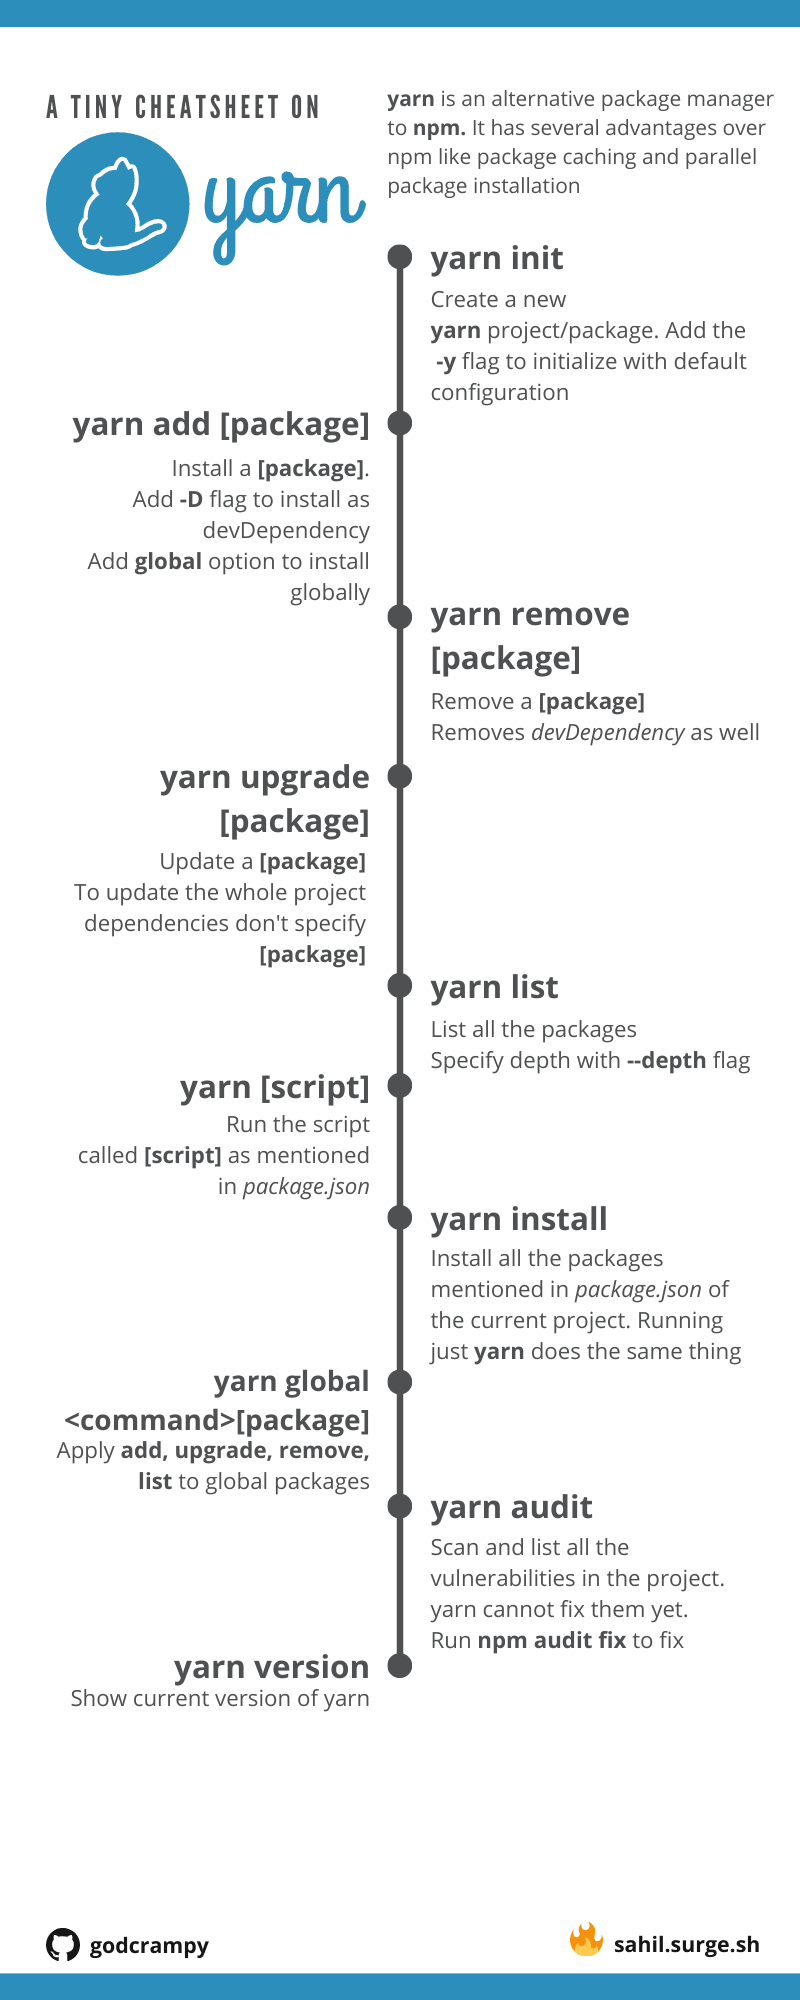 A TINY CHEATSHEET ON
yarn
yarn is an alternative package manager
to npm. It has several advantages over
npm like package caching and parallel
package installation
yarn init
Create a new
yarn project/package. Add the
-y flag to initialize with default
configuration
yarn add [package]
Install a [package].
Add -D flag to install as
devDependency
Add global option to install
globally
yarn remove
[package]
Remove a [package]
Removes devDependency as well
yarn upgrade
[package]
Update a [package]
To update the whole project
dependencies don't specify
[package]
yarn list
List all the packages
Specify depth with --depth flag
yarn [script]
Run the script
called [script] as mentioned
in package.json
yarn install
Install all the packages
mentioned in package.json of
the current project. Running
just yarn does the same thing
yarn global
<command>[package]
Apply add, upgrade, remove,
list to global packages
yarn audit
Scan and list all the
vulnerabilities in the project.
yarn cannot fix them yet.
Run npm audit fix to fix
yarn version
Show current version of yarn
godcrampy
sahil.surge.sh